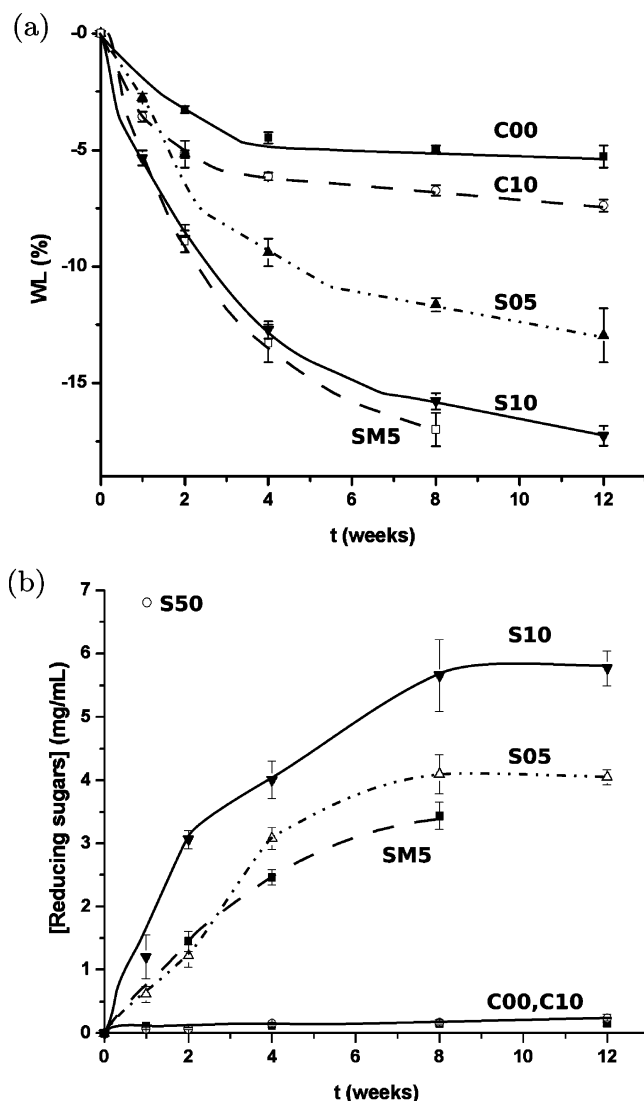 (a)
-0
-5
-10
-15
WL (%)
C00
C10
S05
S10
SM5
0 2 4 6 8 10 12
t (weeks)
(b)
7
6
5
4
3
2
1
0
[Reducing sugars] (mg/mL)
S50
S10
S05
SM5
C00,C10
0 2 4 6 8 10 12
t (weeks)